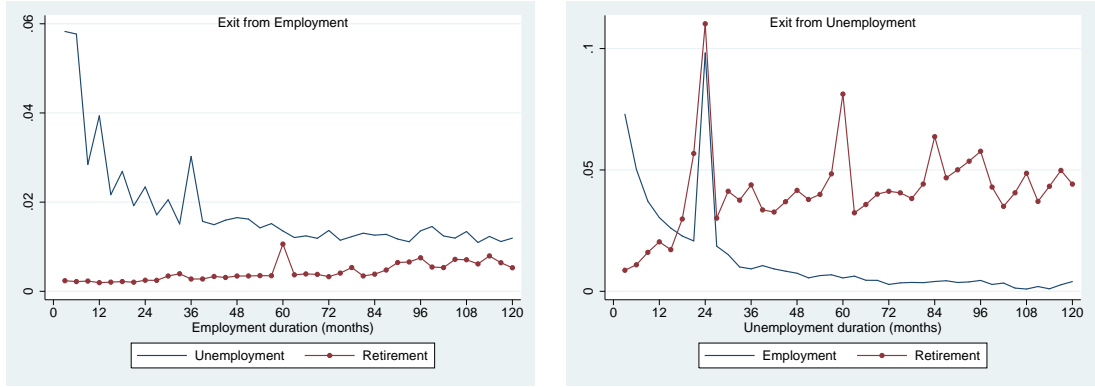 Exit from Employment
.06
.04
.02
0
0 12 24 36 48 60 72 84 96 108 120
Employment duration (months)
Unemployment Retirement
Exit from Unemployment
.1
.05
0
0 12 24 36 48 60 72 84 96 108 120
Unemployment duration (months)
Employment Retirement